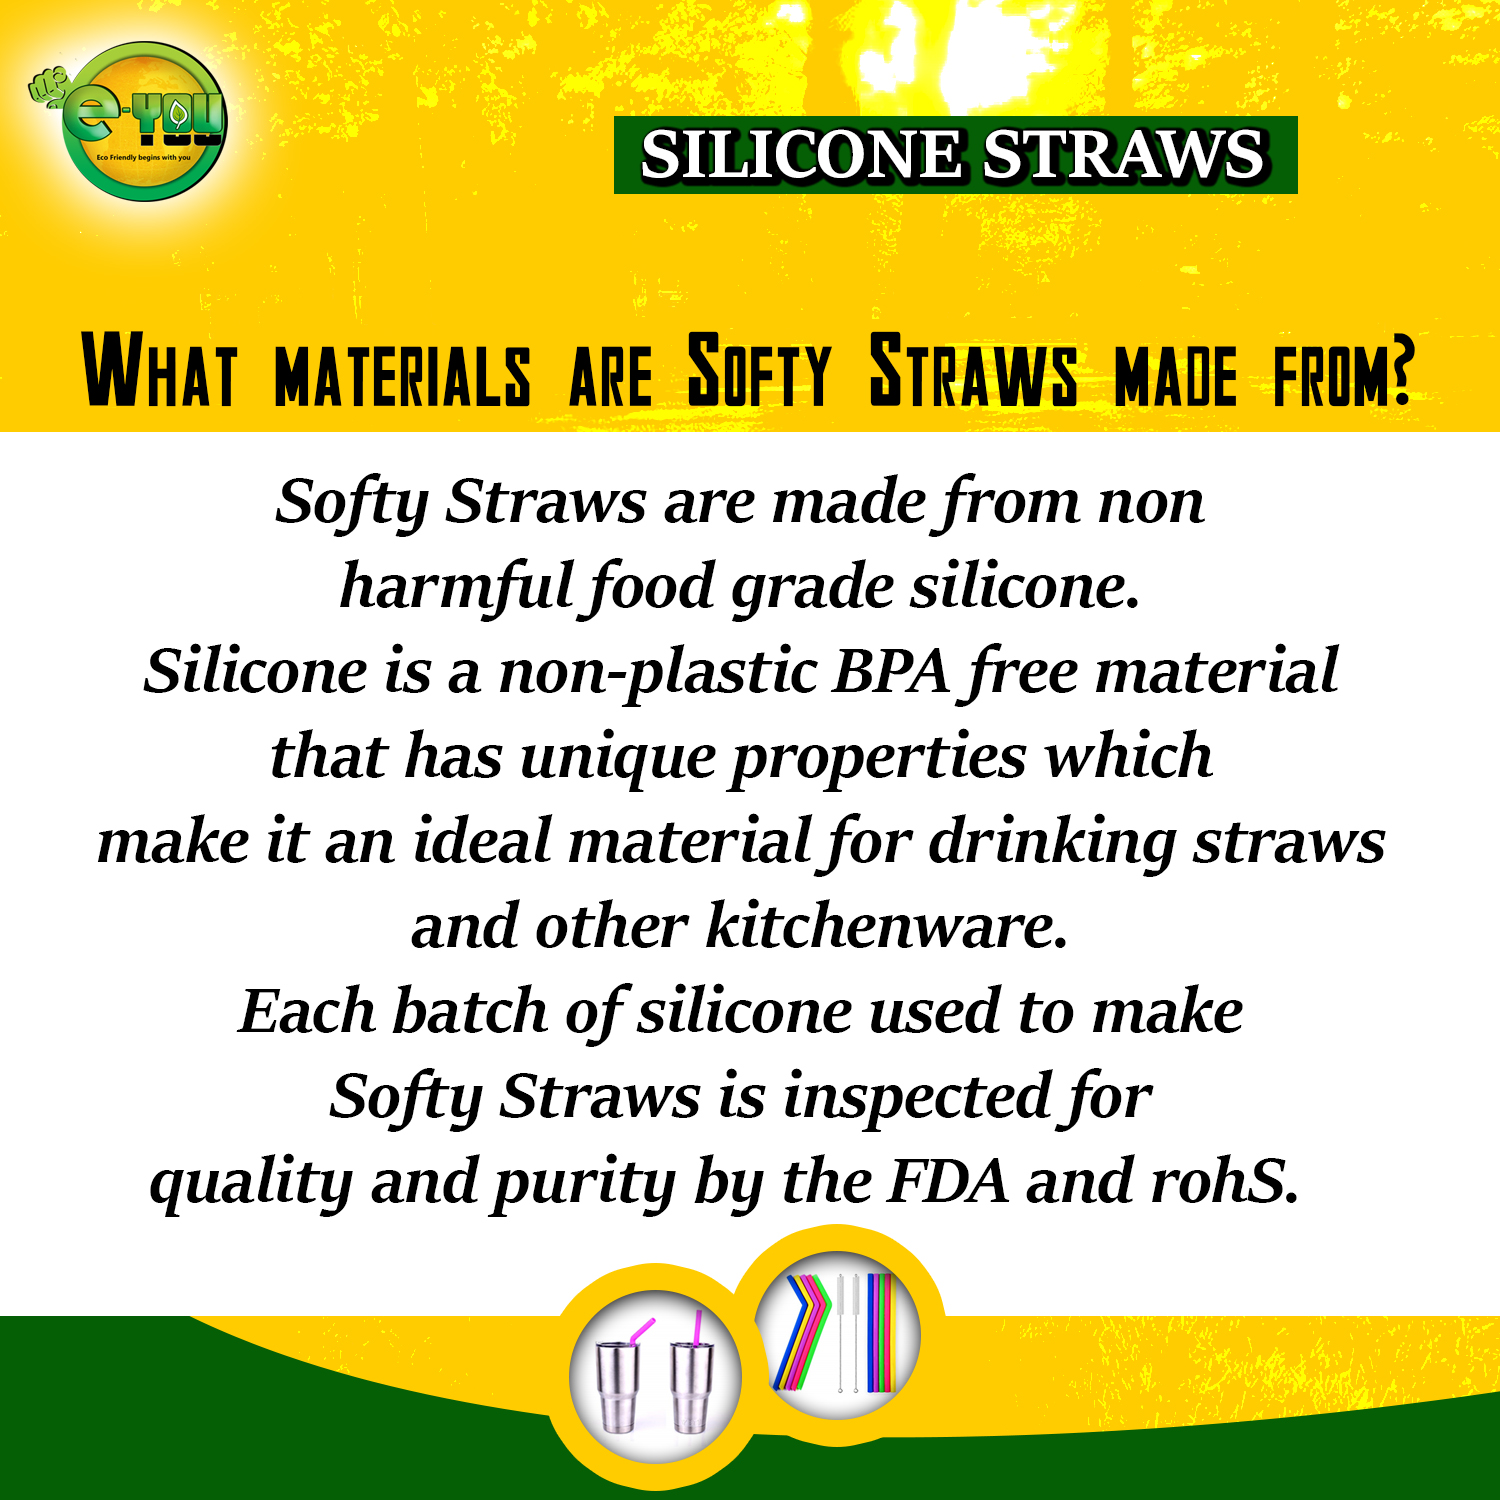 e-YOU
Eco Friendly begins with you
SILICONE STRAWS
What materials are Softy Straws made from?
Softy Straws are made from non
harmful food grade silicone.
Silicone is a non-plastic BPA free material
that has unique properties which
make it an ideal material for drinking straws
and other kitchenware.
Each batch of silicone used to make
Softy Straws is inspected for
quality and purity by the FDA and rohS.